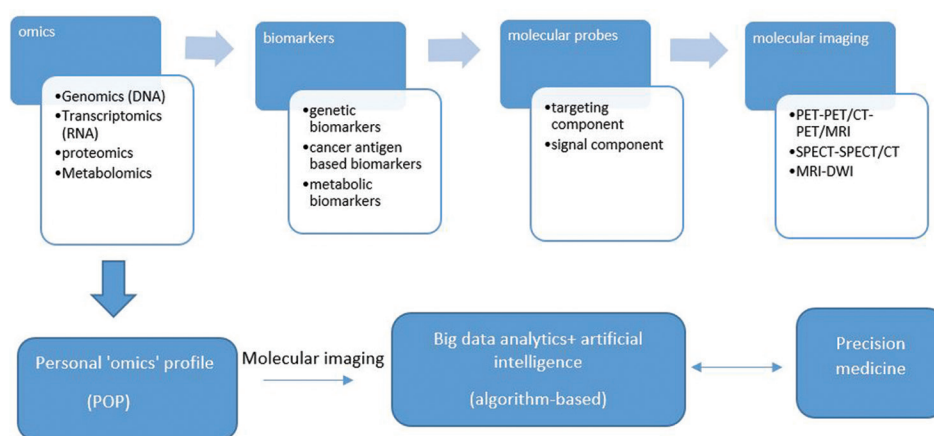 omics
•Genomics (DNA)
•Transcriptomics
(RNA)
•proteomics
•Metabolomics
biomarkers
•genetic
biomarkers
•cancer antigen
based biomarkers
•metabolic
biomarkers
molecular probes
•targeting
component
•signal component
molecular imaging
•PET-PET/CT-
PET/MRI
•SPECT-SPECT/CT
•MRI-DWI
Personal 'omics' profile
(POP)
Molecular imaging
Big data analytics+ artificial
intelligence
(algorithm-based)
Precision
medicine